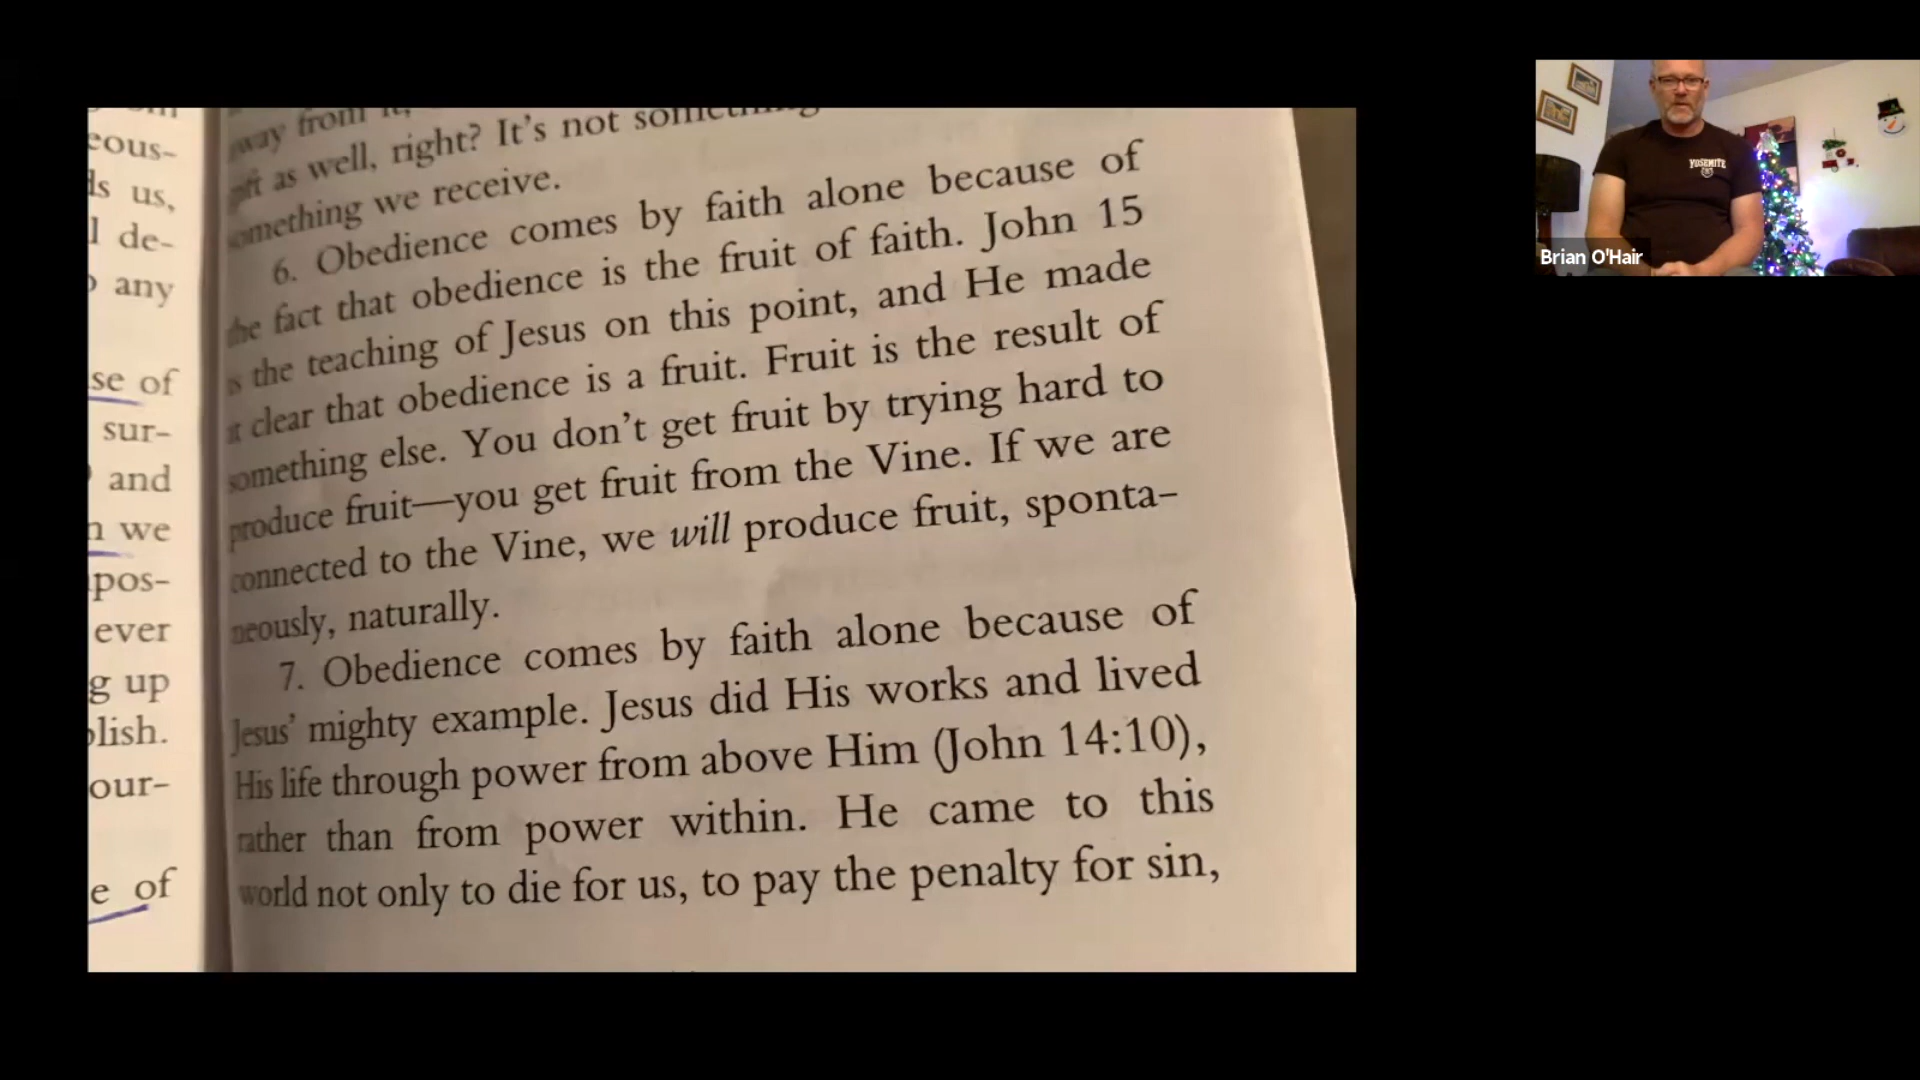 eous-
ls us,
l de-
any
se of
sur-
and
n we
pos-
ever
g up
lish.
our-
e of
way from it,
as well, right? It's not something
something we receive.
6. Obedience comes by faith alone because of
the fact that obedience is the fruit of faith. John 15
is the teaching of Jesus on this point, and He made
it clear that obedience is a fruit. Fruit is the result of
something else. You don't get fruit by trying hard to
produce fruit—you get fruit from the Vine. If we are
connected to the Vine, we will produce fruit, sponta-
neously, naturally.
7. Obedience comes by faith alone because of
Jesus' mighty example. Jesus did His works and lived
His life through power from above Him (John 14:10),
rather than from power within. He came to this
world not only to die for us, to pay the penalty for sin,
YOSEMITE
Brian O'Hair